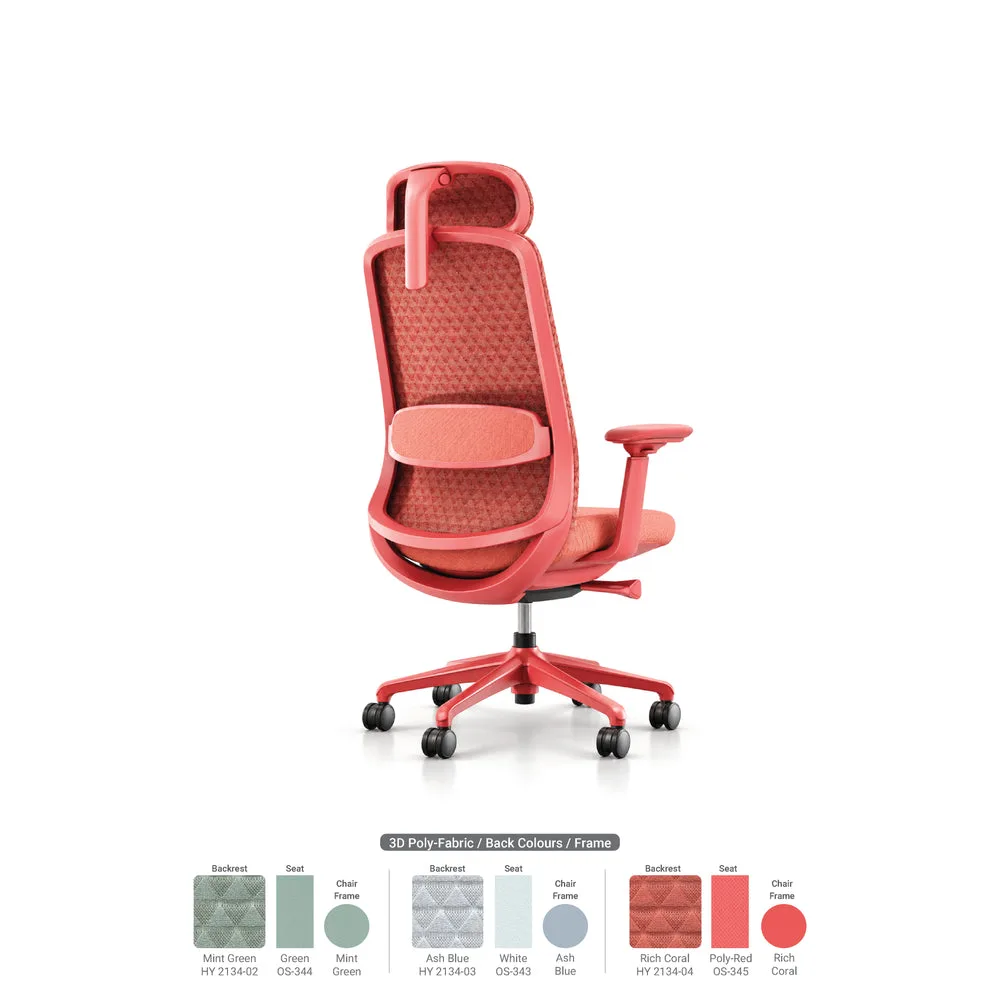 3D Poly-Fabric / Back Colours / Frame
Backrest
Seat
Chair
Frame
Mint Green
HY 2134-02
Green
OS-344
Mint
Green
Backrest
Seat
Chair
Frame
Ash Blue
HY 2134-03
White
OS-343
Ash
Blue
Backrest
Seat
Chair
Frame
Rich Coral
HY 2134-04
Poly-Red
OS-345
Rich
Coral